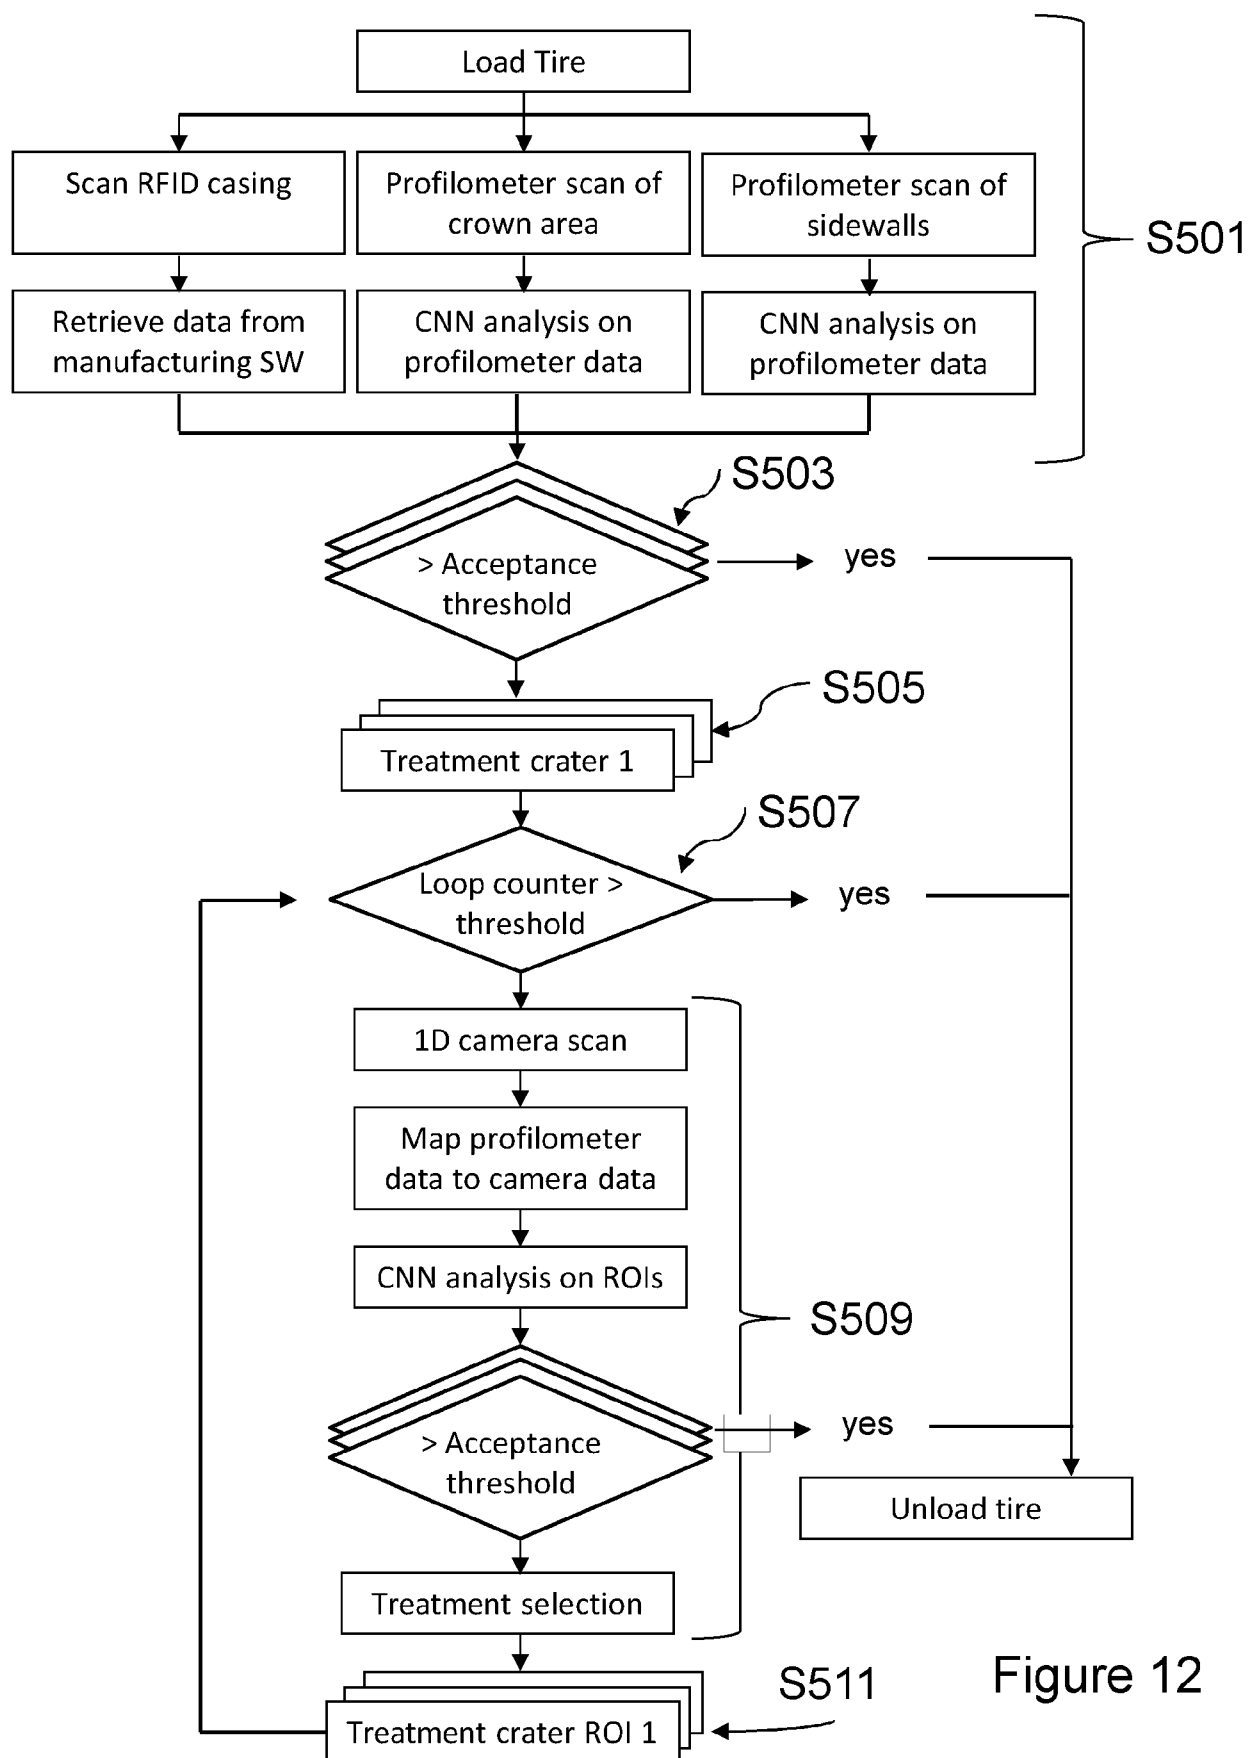 Load Tire
Scan RFID casing
Profilometer scan of
crown area
Profilometer scan of
sidewalls
S501
Retrieve data from
manufacturing SW
CNN analysis on
profilometer data
CNN analysis on
profilometer data
S503
> Acceptance
threshold
yes
S505
Treatment crater 1
S507
Loop counter >
threshold
yes
1D camera scan
Map profilometer
data to camera data
CNN analysis on ROIs
S509
> Acceptance
threshold
yes
Unload tire
Treatment selection
S511
Figure 12
Treatment crater ROI 1